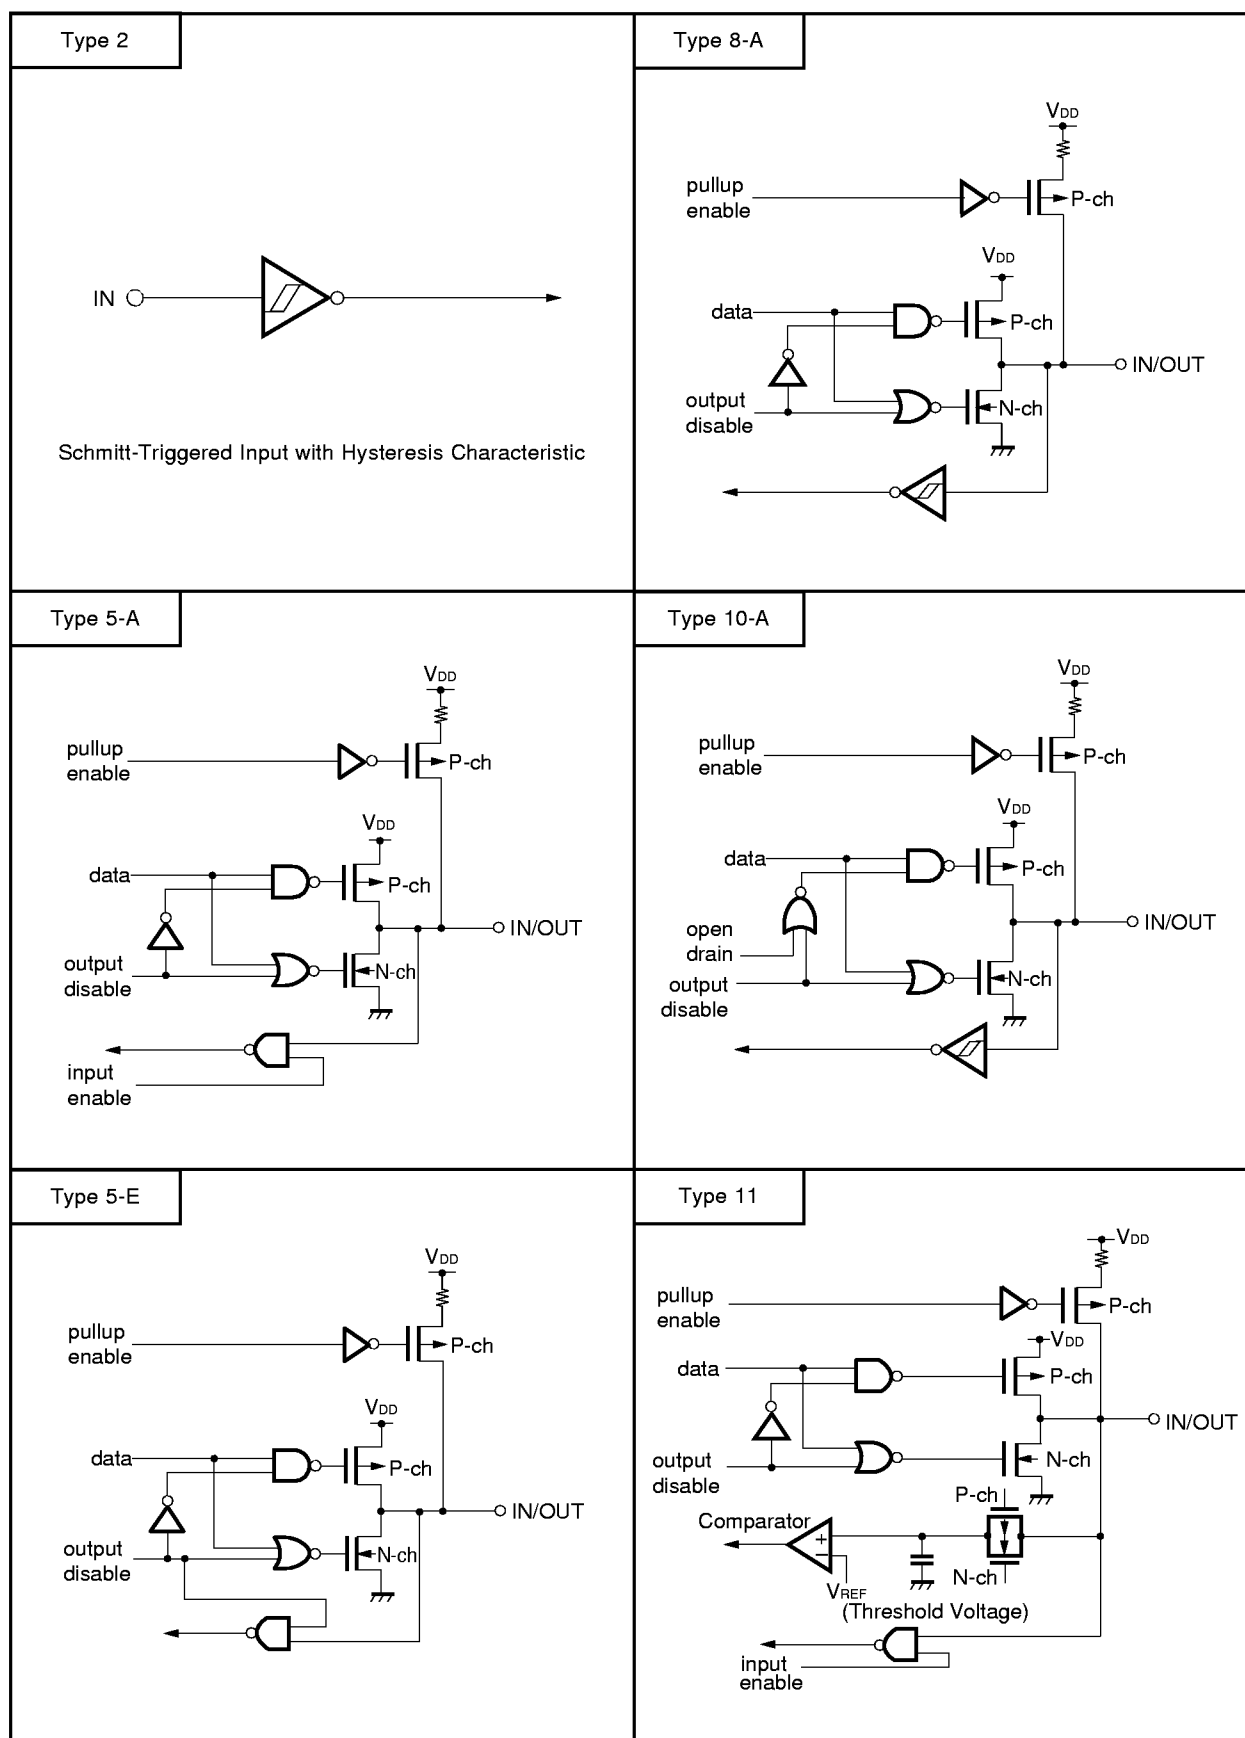 Type 2
IN
Schmitt-Triggered Input with Hysteresis Characteristic
Type 8-A
VDD
pullup
enable
P-ch
VDD
data
P-ch
IN/OUT
output
disable
N-ch
Type 5-A
VDD
pullup
enable
P-ch
VDD
data
P-ch
IN/OUT
output
disable
N-ch
input
enable
Type 10-A
VDD
pullup
enable
P-ch
VDD
data
P-ch
open
drain
IN/OUT
output
disable
N-ch
Type 5-E
VDD
pullup
enable
P-ch
VDD
data
P-ch
IN/OUT
output
disable
N-ch
Type 11
VDD
pullup
enable
P-ch
VDD
data
P-ch
IN/OUT
output
disable
N-ch
P-ch
Comparator
+
−
N-ch
VREF
(Threshold Voltage)
input
enable